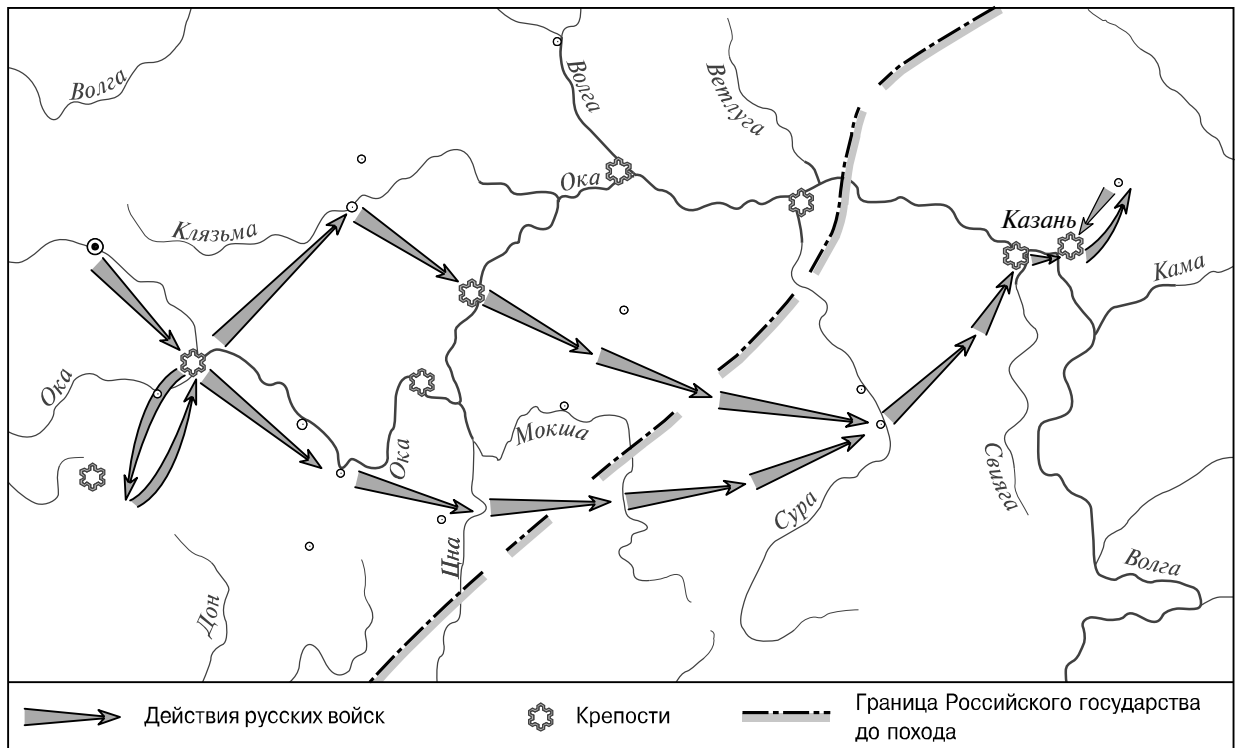 Волга
Волга
Ветлуга
Ока
Клязьма
Казань
Кама
Ока
Мокша
Ока
Свияга
Сура
Цна
Волга
Дон
Действия русских войск
Крепости
Граница Российского государства
до похода